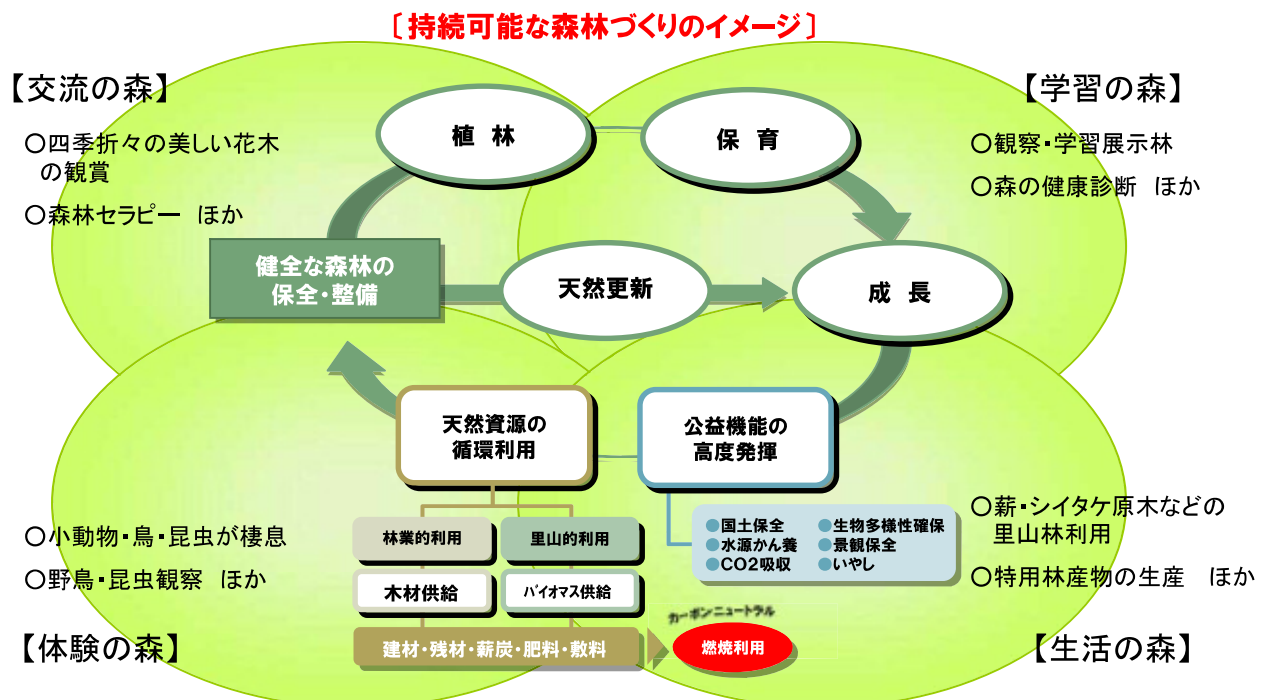 〔持続可能な森林づくりのイメージ〕
【交流の森】
○四季折々の美しい花木
の観賞
○森林セラピー ほか
【学習の森】
○観察・学習展示林
○森の健康診断 ほか
植 林
保 育
健全な森林の
保全・整備
天然更新
成 長
天然資源の
循環利用
公益機能の
高度発揮
林業的利用
里山的利用
木材供給
バイオマス供給
建材・残材・薪炭・肥料・敷料
カーボンニュートラル
燃焼利用
●国土保全
●水源かん養
●CO2吸収
●生物多様性確保
●景観保全
●いやし
○小動物・鳥・昆虫が棲息
○野鳥・昆虫観察 ほか
【体験の森】
○薪・シイタケ原木などの
里山林利用
○特用林産物の生産 ほか
【生活の森】